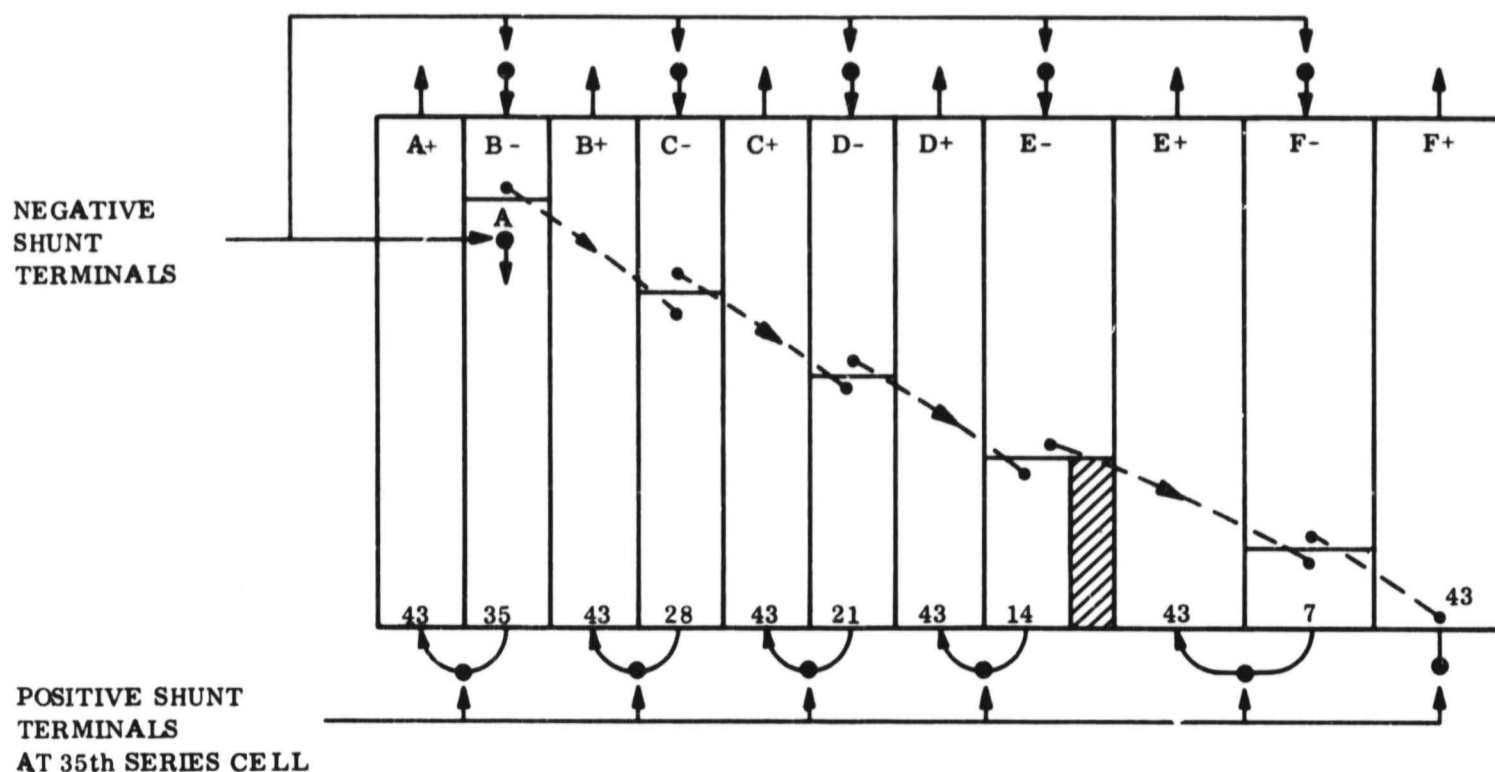 A+ B- B+ C- C+ D- D+ E- E+ F- F+
NEGATIVE
SHUNT
TERMINALS
A
43 35 43 28 43 21 43 14 43 7 43
POSITIVE SHUNT
TERMINALS
AT 35th SERIES CELL